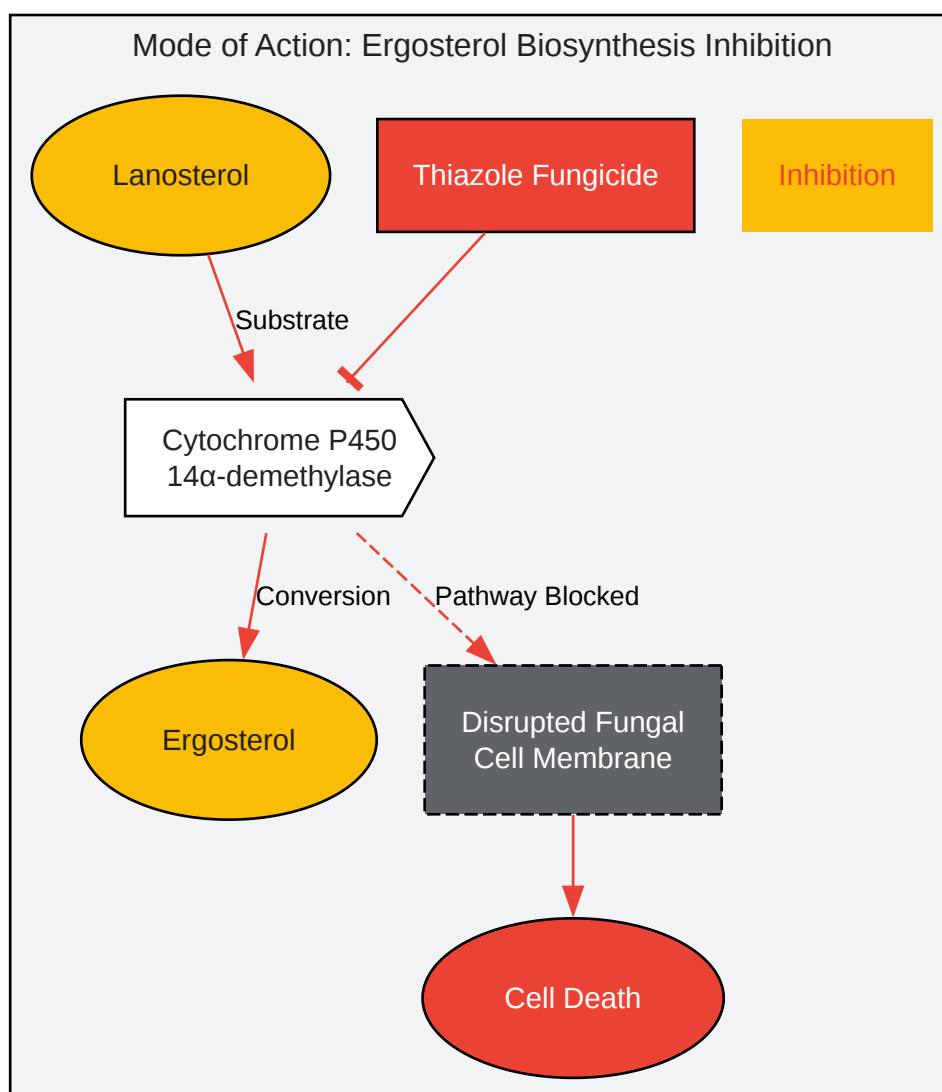 Mode of Action: Ergosterol Biosynthesis Inhibition
Lanosterol
Thiazole Fungicide
Inhibition
Substrate
Cytochrome P450
14α-demethylase
Conversion
Pathway Blocked
Ergosterol
Disrupted Fungal
Cell Membrane
Cell Death